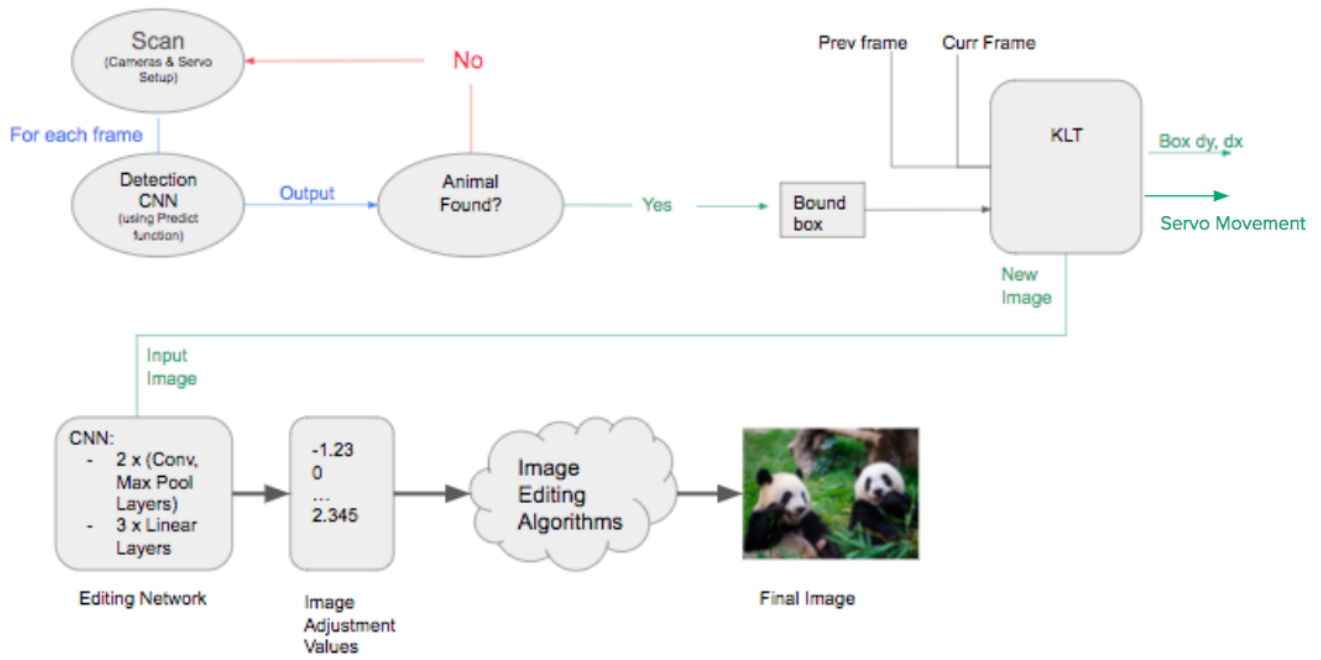 Scan
(Cameras & Servo
Setup)
No
For each frame
Detection
CNN
(using Predict
function)
Output
Animal
Found?
Yes
Bound
box
Prev frame
Curr Frame
KLT
Box dy, dx
Servo Movement
New
Image
Input
Image
CNN:
- 2 x (Conv,
Max Pool
Layers)
- 3 x Linear
Layers
Editing Network
-1.23
0
...
2.345
Image
Adjustment
Values
Image
Editing
Algorithms
Final Image